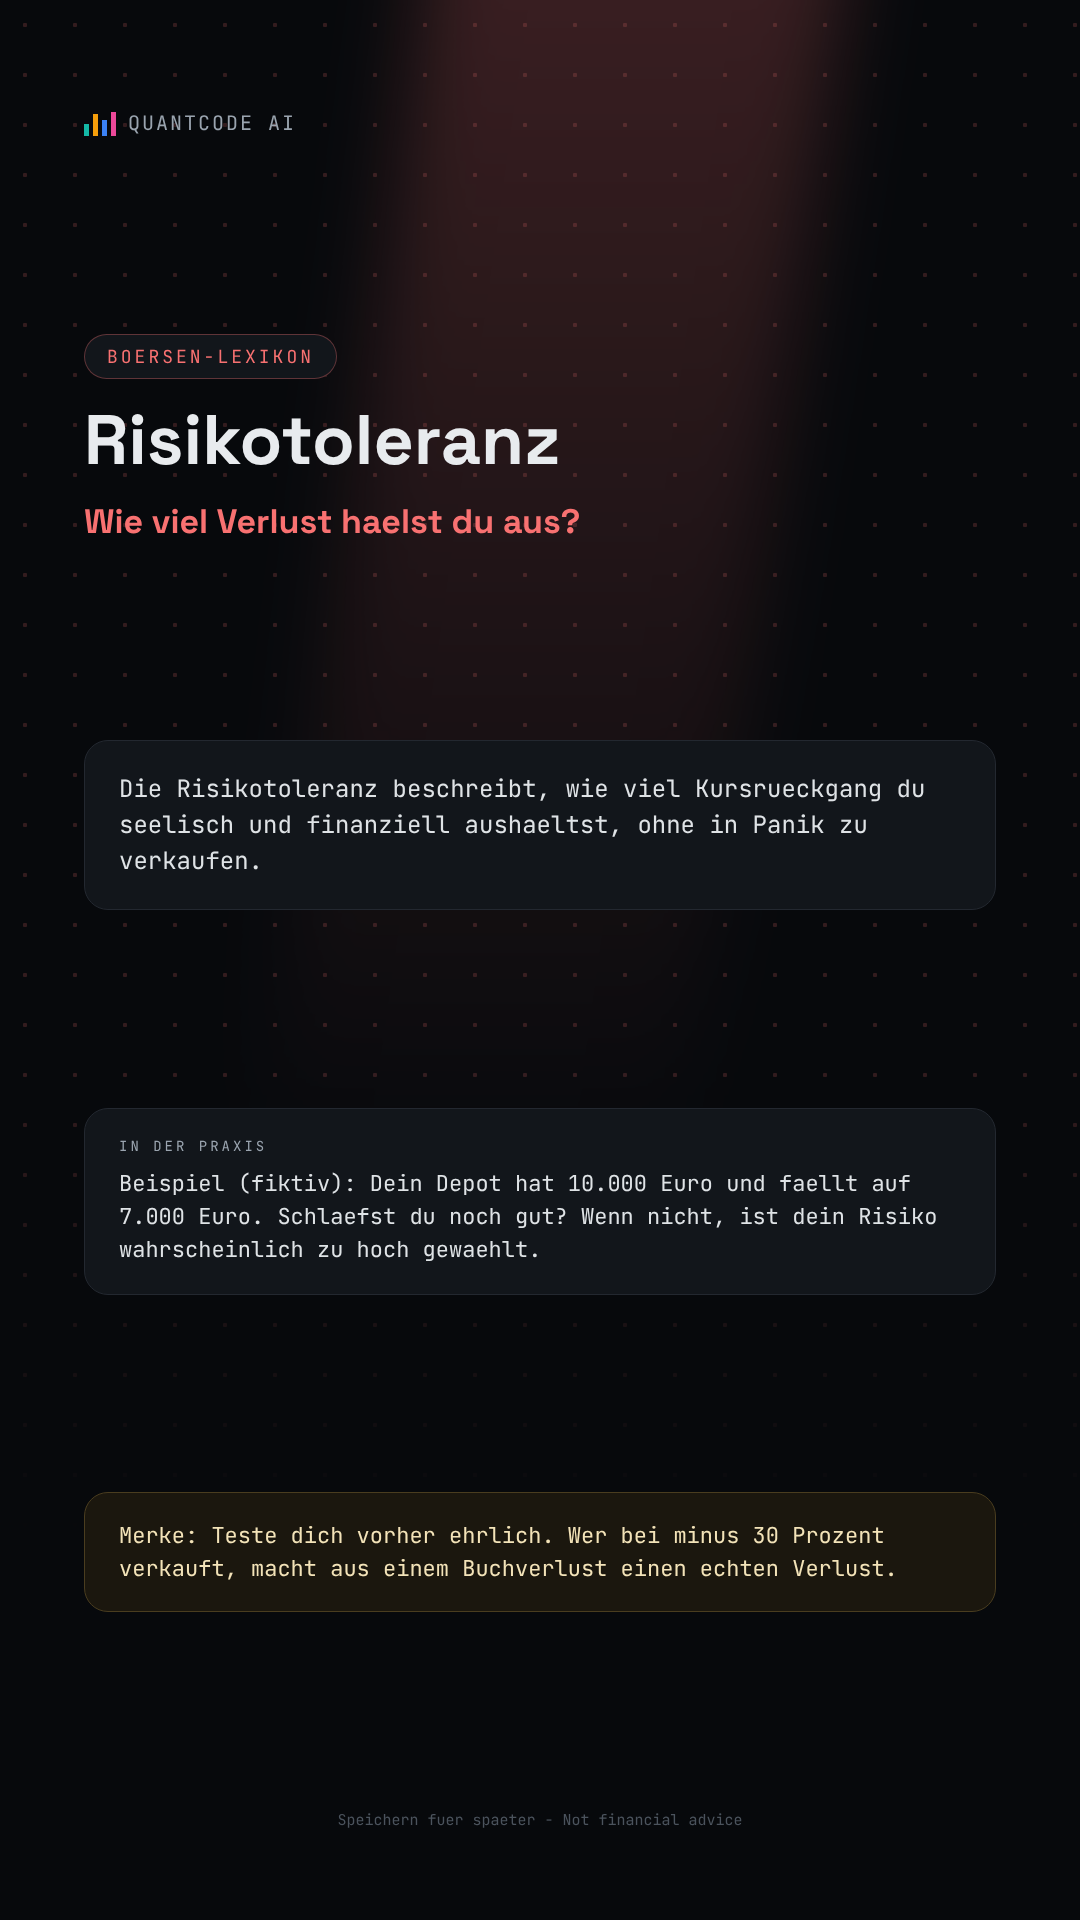 QUANTCODE AI
BOERSEN-LEXIKON
Risikotoleranz
Wie viel Verlust haelst du aus?
Die Risikotoleranz beschreibt, wie viel Kursrueckgang du
seelisch und finanziell aushaeltst, ohne in Panik zu
verkaufen.
IN DER PRAXIS
Beispiel (fiktiv): Dein Depot hat 10.000 Euro und faellt auf
7.000 Euro. Schlaefst du noch gut? Wenn nicht, ist dein Risiko
wahrscheinlich zu hoch gewaehlt.
Merke: Teste dich vorher ehrlich. Wer bei minus 30 Prozent
verkauft, macht aus einem Buchverlust einen echten Verlust.
Speichern fuer spaeter - Not financial advice